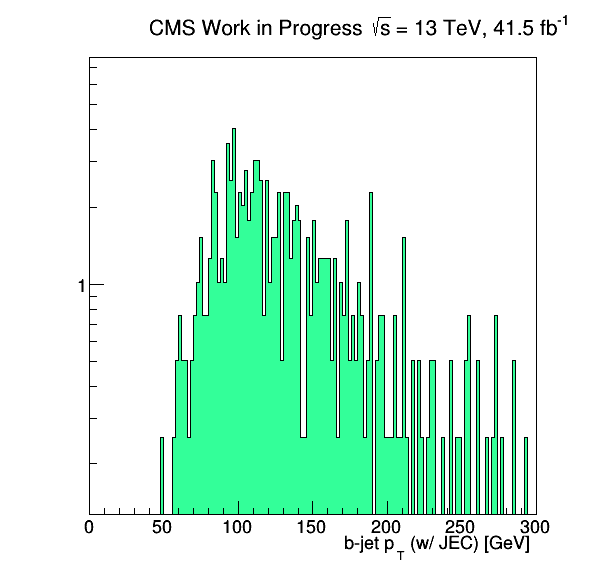 CMS Work in Progress √s = 13 TeV, 41.5 fb⁻¹
1
0 50 100 150 200 250 300
b-jet p_T (w/ JEC) [GeV]